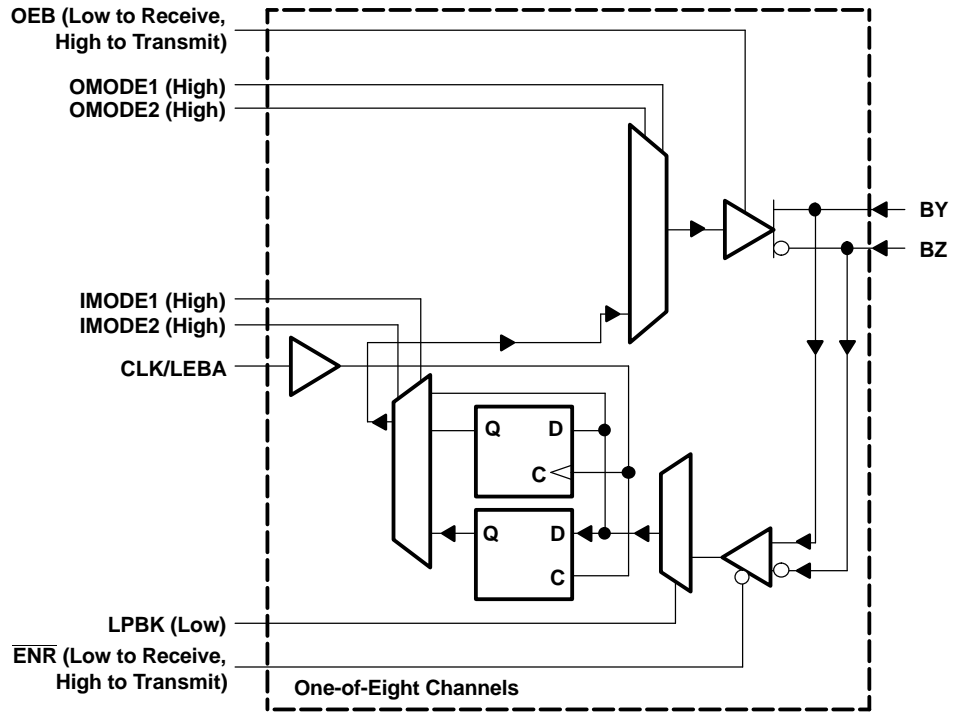 OEB (Low to Receive,
High to Transmit)
OMODE1 (High)
OMODE2 (High)
BY
BZ
IMODE1 (High)
IMODE2 (High)
CLK/LEBA
Q D
C
Q D
C
LPBK (Low)
E̅N̅R̅ (Low to Receive,
High to Transmit)
One-of-Eight Channels